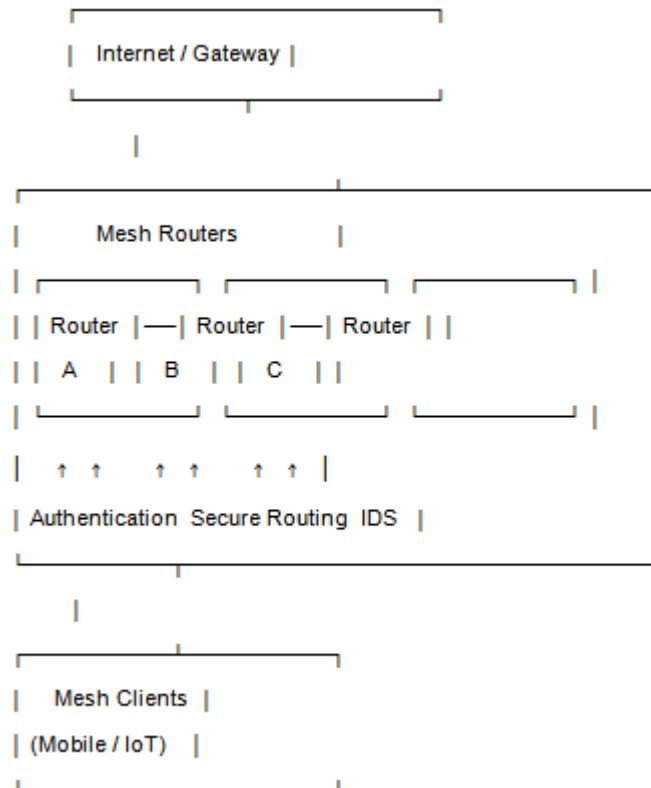 Internet / Gateway
Mesh Routers
Router Router Router
A B C
↑ ↑ ↑ ↑ ↑ ↑
Authentication Secure Routing IDS
Mesh Clients
(Mobile / IoT)